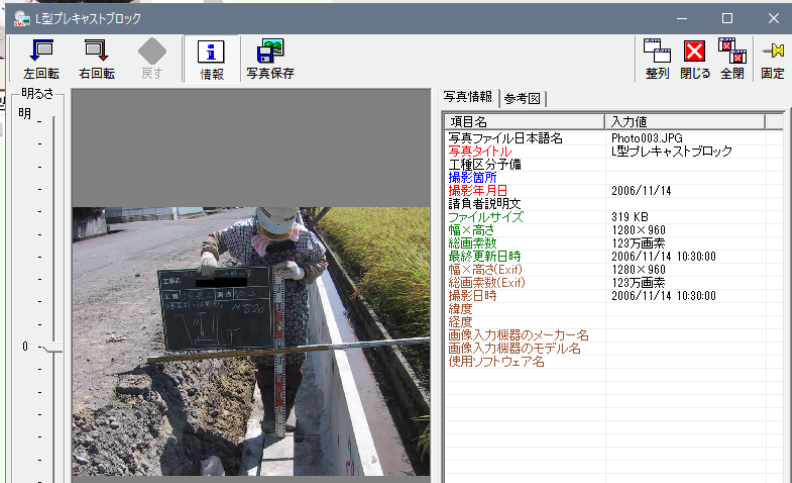 L型プレキャストブロック
左回転 右回転 戻す 情報 写真保存 整列 閉じる 全閉 固定
明るさ
明
0
写真情報 参考図
項目名 入力値
写真ファイル日本語名 Photo003.JPG
写真タイトル L型プレキャストブロック
工種区分予備
撮影箇所
撮影年月日 2006/11/14
請負者説明文
ファイルサイズ 319 KB
幅×高さ 1280×960
総画素数 123万画素
最終更新日時 2006/11/14 10:30:00
幅×高さ(Exif) 1280×960
総画素数(Exif) 123万画素
撮影日時 2006/11/14 10:30:00
緯度
経度
画像入力機器のメーカー名
画像入力機器のモデル名
使用ソフトウェア名
工事名
工種
測点